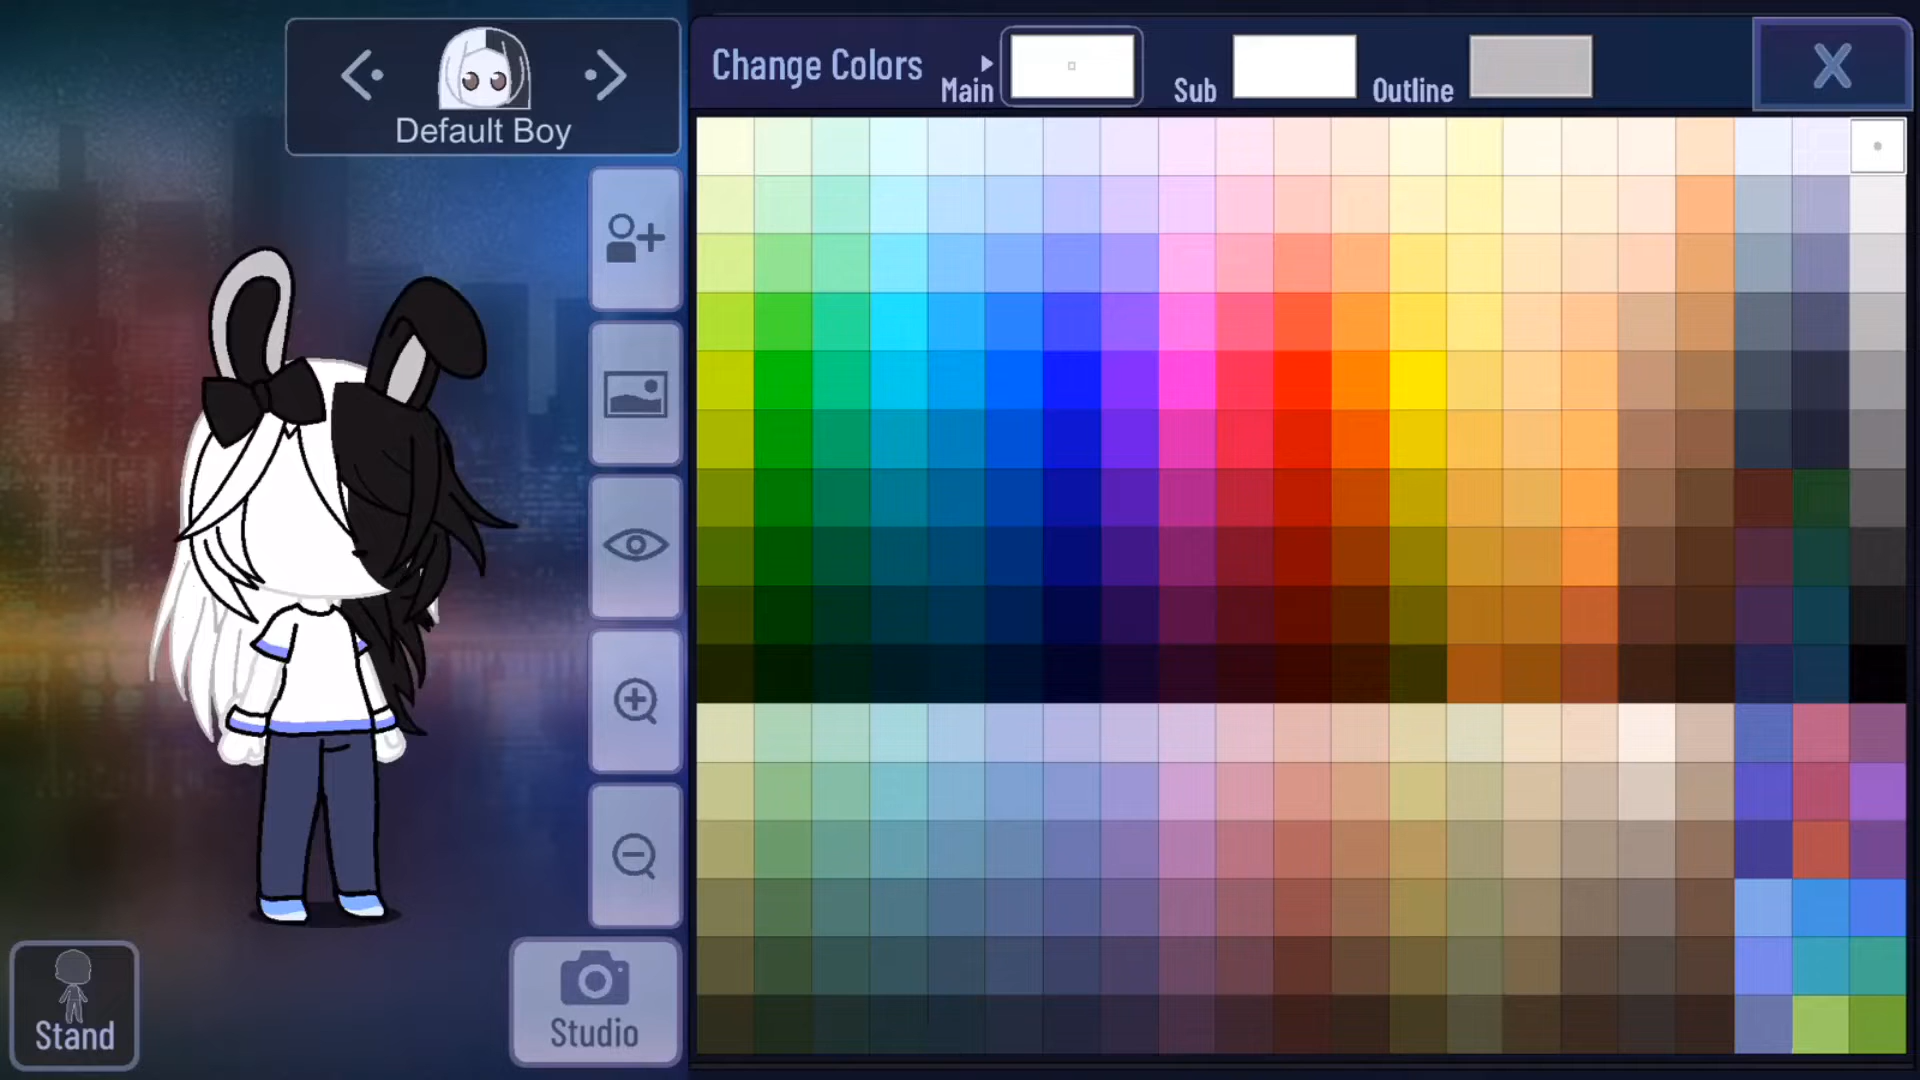 Default Boy
Change Colors
Main
Sub
Outline
X
Stand
Studio